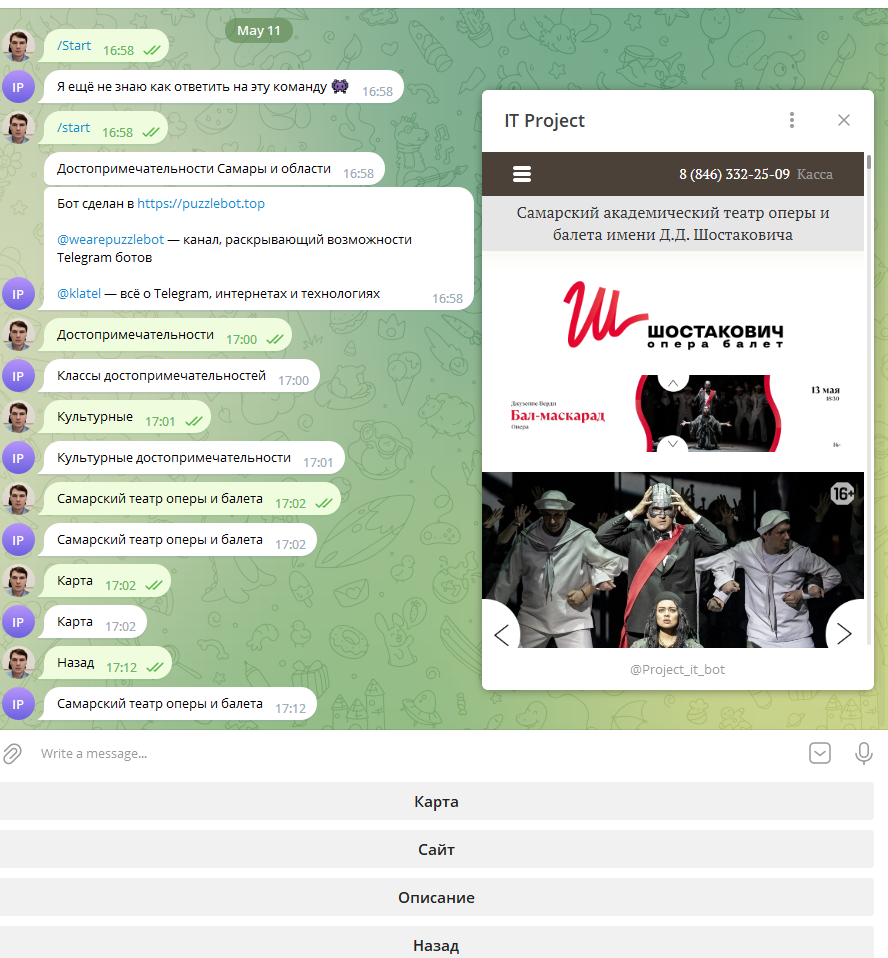 May 11
/Start 16:58
IP
Я ещё не знаю как ответить на эту команду 👾 16:58
/start 16:58
Достопримечательности Самары и области 16:58
Бот сделан в https://puzzlebot.top
@wearepuzzlebot — канал, раскрывающий возможности
Telegram ботов
@klatel — всё о Telegram, интернетах и технологиях 16:58
IP
Достопримечательности 17:00
IP
Классы достопримечательностей 17:00
Культурные 17:01
IP
Культурные достопримечательности 17:01
Самарский театр оперы и балета 17:02
IP
Самарский театр оперы и балета 17:02
Карта 17:02
IP
Карта 17:02
Назад 17:12
IP
Самарский театр оперы и балета 17:12
IT Project
8 (846) 332-25-09 Касса
Самарский академический театр оперы и
балета имени Д.Д. Шостаковича
Ш
ШОСТАКОВИЧ
опера балет
Джузеппе Верди
Бал-маскарад
Опера
13 мая
18:30
16+
16+
@Project_it_bot
Write a message...
Карта
Сайт
Описание
Назад